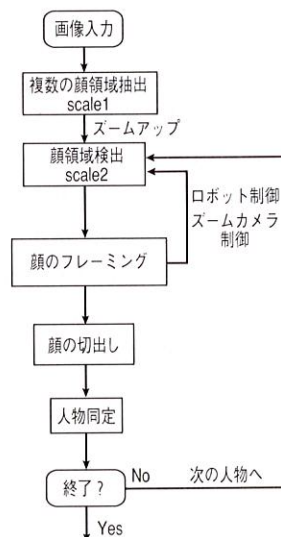 画像入力
複数の顔領域抽出
scale1
ズームアップ
顔領域検出
scale2
ロボット制御
ズームカメラ
制御
顔のフレーミング
顔の切出し
人物同定
終了?
No
次の人物へ
Yes